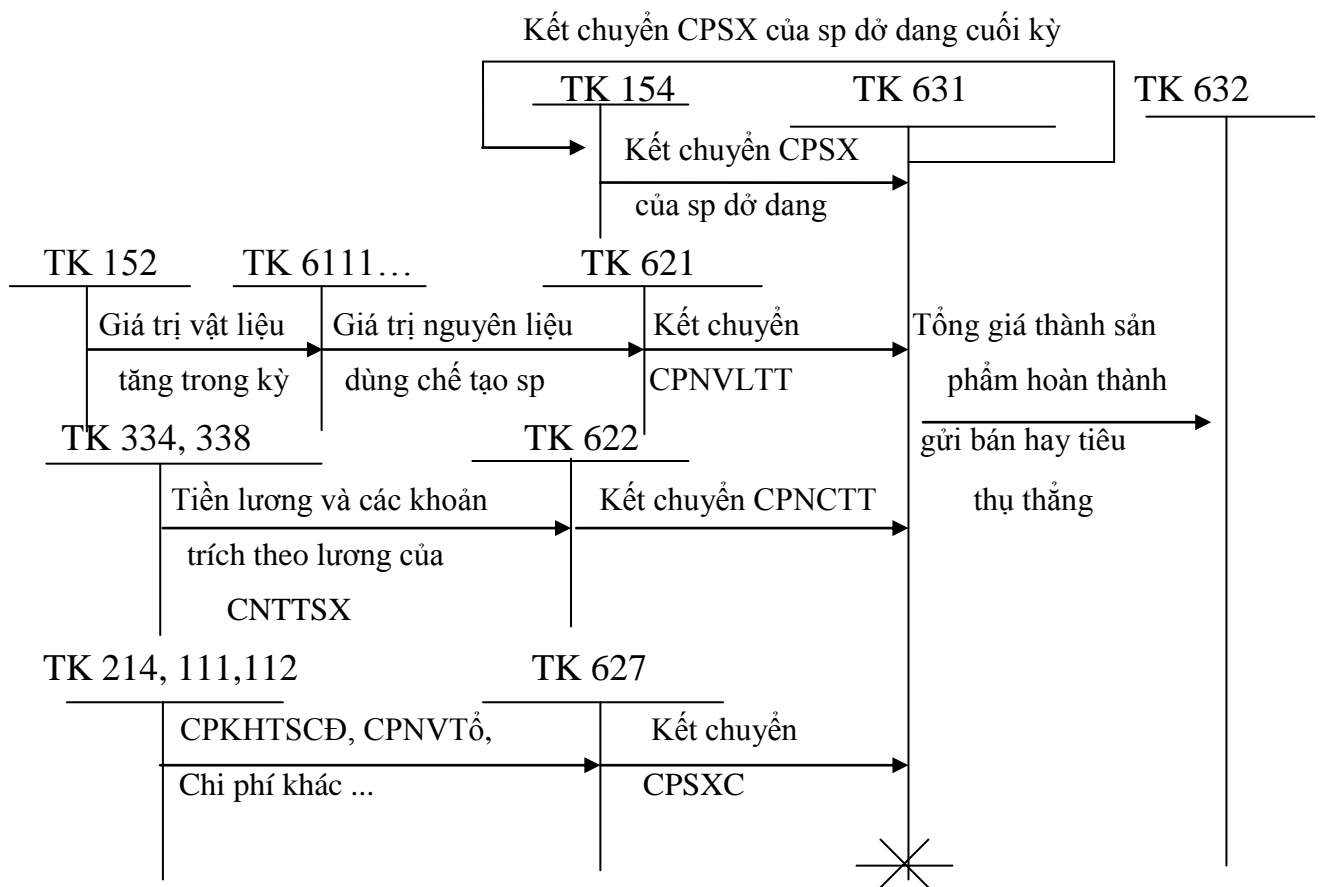 Kết chuyển CPSX của sp dở dang cuối kỳ
TK 154
TK 631
TK 632
Kết chuyển CPSX
của sp dở dang
TK 152
TK 6111…
TK 621
Giá trị vật liệu
tăng trong kỳ
Giá trị nguyên liệu
dùng chế tạo sp
Kết chuyển
CPNVLTT
Tổng giá thành sản
phẩm hoàn thành
gửi bán hay tiêu
thụ thẳng
TK 334, 338
TK 622
Tiền lương và các khoản
trích theo lương của
CNTTSX
Kết chuyển CPNCTT
TK 214, 111,112
TK 627
CPKHTSCĐ, CPNVTổ,
Chi phí khác ...
Kết chuyển
CPSXC